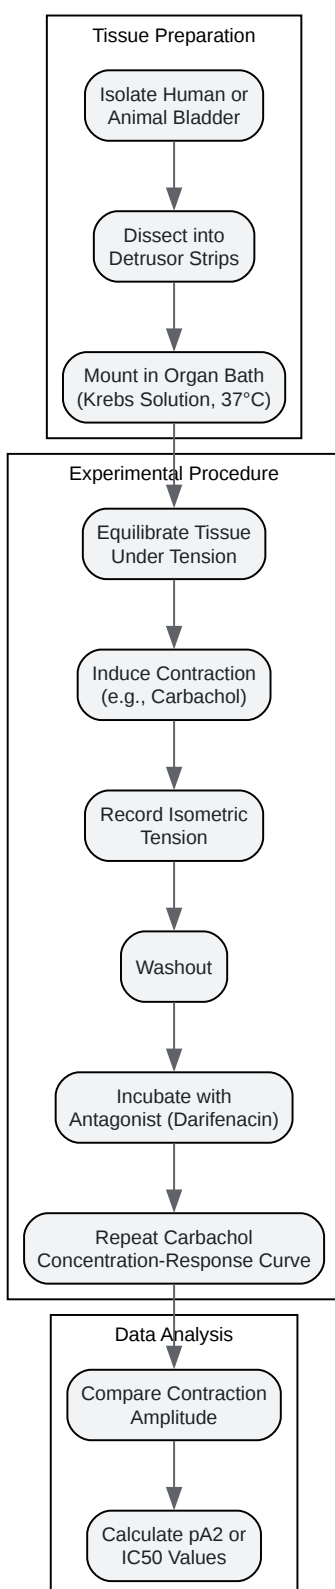 Tissue Preparation
Isolate Human or
Animal Bladder
Dissect into
Detrusor Strips
Mount in Organ Bath
(Krebs Solution, 37°C)
Experimental Procedure
Equilibrate Tissue
Under Tension
Induce Contraction
(e.g., Carbachol)
Record Isometric
Tension
Washout
Incubate with
Antagonist (Darifenacin)
Repeat Carbachol
Concentration-Response Curve
Data Analysis
Compare Contraction
Amplitude
Calculate pA2 or
IC50 Values